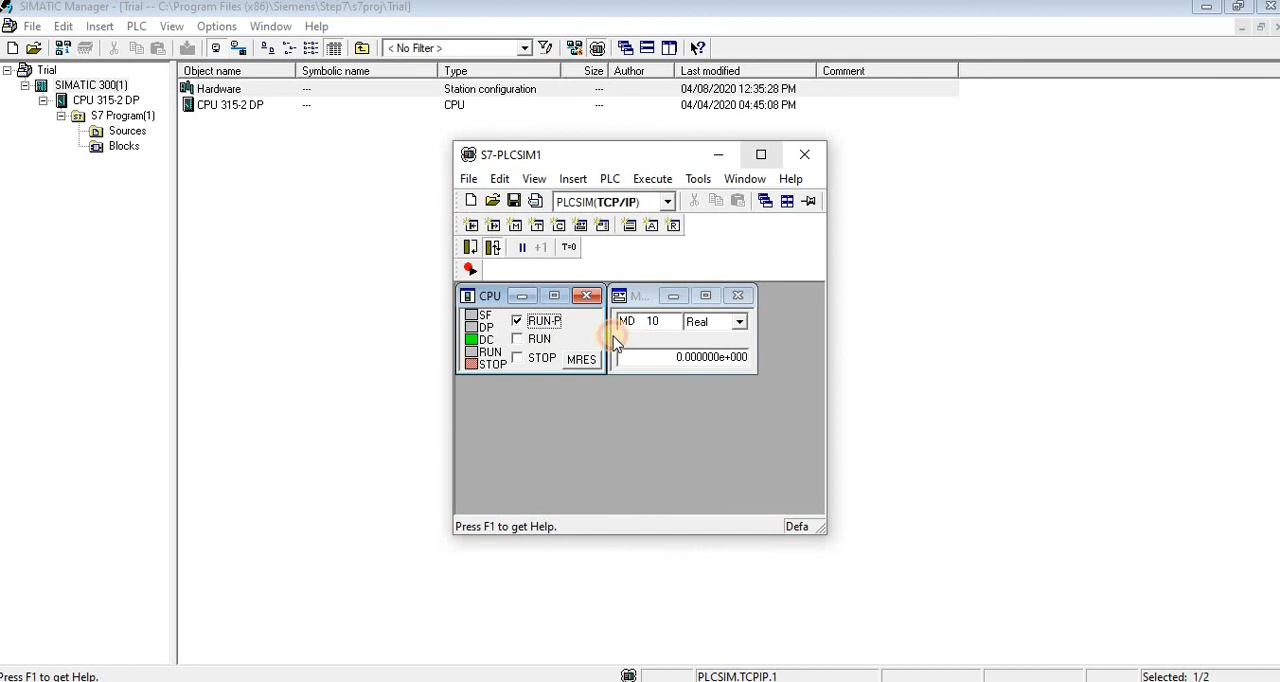 SIMATIC Manager - [Trial -- C:\Program Files (x86)\Siemens\Step7\s7proj\Trial]
File Edit Insert PLC View Options Window Help
< No Filter >
Trial
SIMATIC 300(1)
CPU 315-2 DP
S7 Program(1)
Sources
Blocks
Object name Symbolic name Type Size Author Last modified Comment
Hardware --- Station configuration --- 04/08/2020 12:35:28 PM
CPU 315-2 DP --- CPU --- 04/04/2020 04:45:08 PM
S7-PLCSIM1
File Edit View Insert PLC Execute Tools Window Help
PLCSIM(TCP/IP)
+1 T=0
CPU
SF
DP
DC
RUN
STOP
RUN-P
RUN
STOP
MRES
M...
MD 10 Real
0.000000e+000
Press F1 to get Help. Defa
Press F1 to get Help. PLCSIM.TCPIP.1 Selected: 1/2